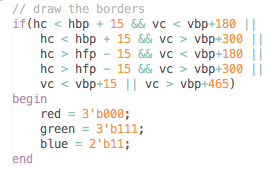 // draw the borders
if(hc < hbp + 15 && vc < vbp+180 ||
hc < hbp + 15 && vc > vbp+300 ||
hc > hfp - 15 && vc < vbp+180 ||
hc > hfp - 15 && vc > vbp+300 ||
vc < vbp+15 || vc > vbp+465)
begin
red = 3'b000;
green = 3'b111;
blue = 2'b11;
end